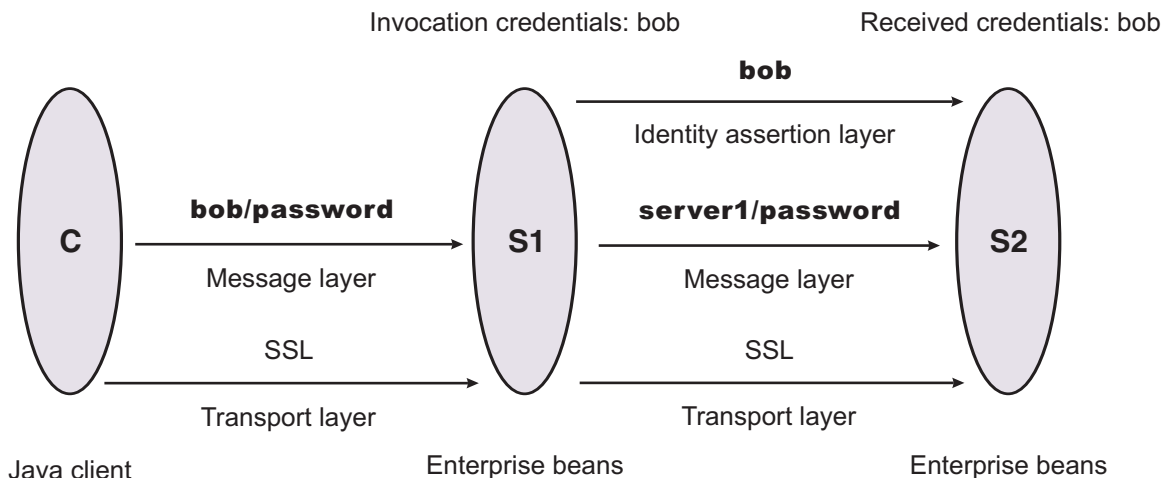 Invocation credentials: bob
Received credentials: bob
bob
Identity assertion layer
bob/password
server1/password
C
S1
S2
Message layer
Message layer
SSL
SSL
Transport layer
Transport layer
Java client
Enterprise beans
Enterprise beans